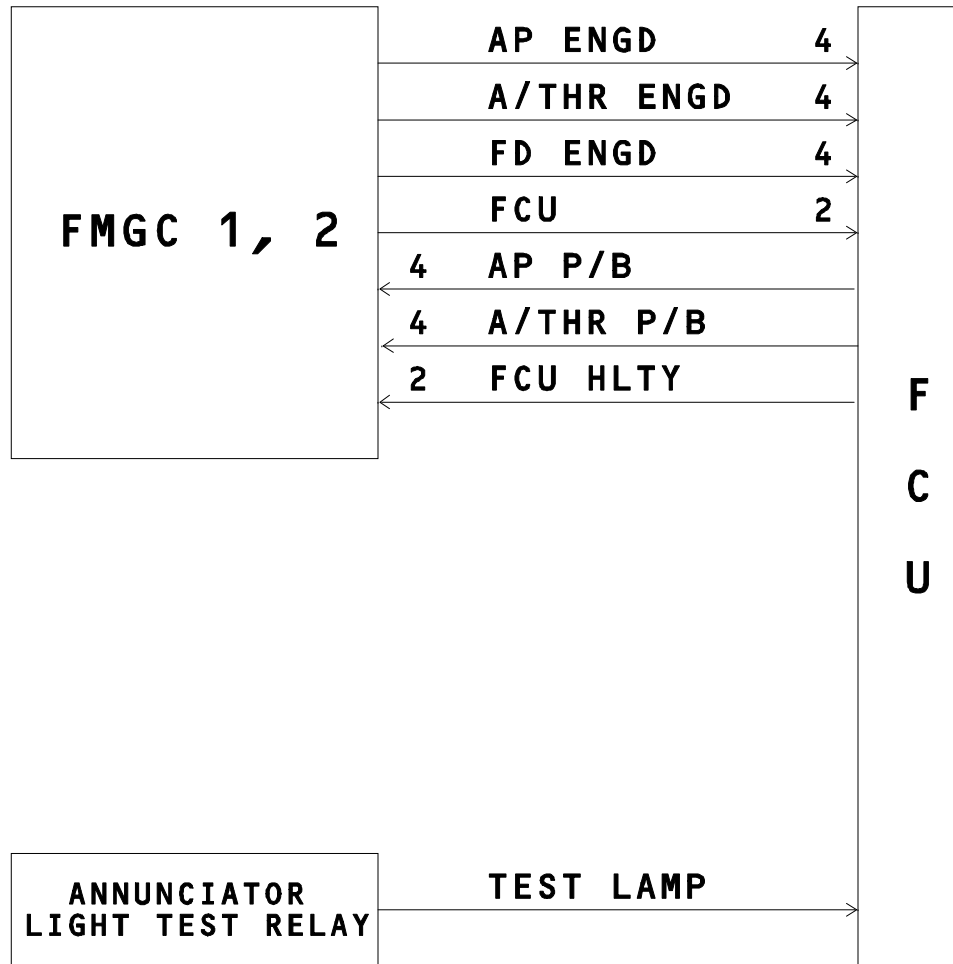 AP ENGD 4
A/THR ENGD 4
FD ENGD 4
FMGC 1, 2
FCU 2
4 AP P/B
4 A/THR P/B
2 FCU HLTY
F
C
U
ANNUNCIATOR
LIGHT TEST RELAY
TEST LAMP